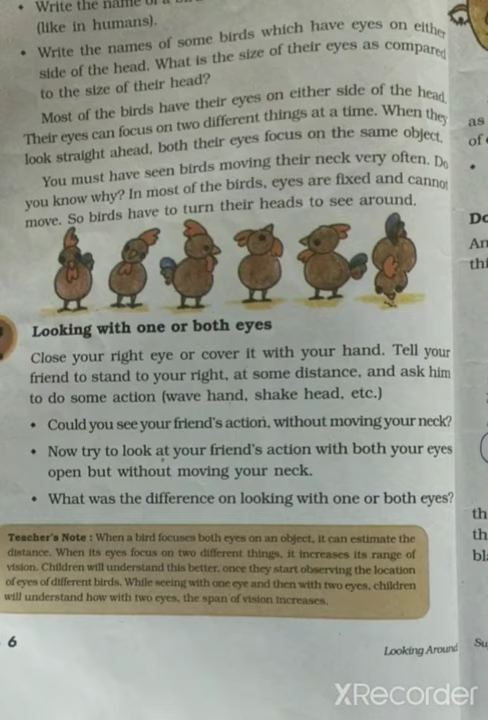 • Write the name of a
(like in humans).
• Write the names of some birds which have eyes on either
side of the head. What is the size of their eyes as compared
to the size of their head?
Most of the birds have their eyes on either side of the head.
Their eyes can focus on two different things at a time. When they
look straight ahead, both their eyes focus on the same object.
You must have seen birds moving their neck very often. Do
you know why? In most of the birds, eyes are fixed and cannot
move. So birds have to turn their heads to see around.
Looking with one or both eyes
Close your right eye or cover it with your hand. Tell your
friend to stand to your right, at some distance, and ask him
to do some action (wave hand, shake head, etc.)
• Could you see your friend's action, without moving your neck?
• Now try to look at your friend's action with both your eyes
open but without moving your neck.
• What was the difference on looking with one or both eyes?
Teacher's Note : When a bird focuses both eyes on an object, it can estimate the
distance. When its eyes focus on two different things, it increases its range of
vision. Children will understand this better, once they start observing the location
of eyes of different birds. While seeing with one eye and then with two eyes, children
will understand how with two eyes, the span of vision increases.
6
Looking Around
as
of
•
An
th
th
XRecorder